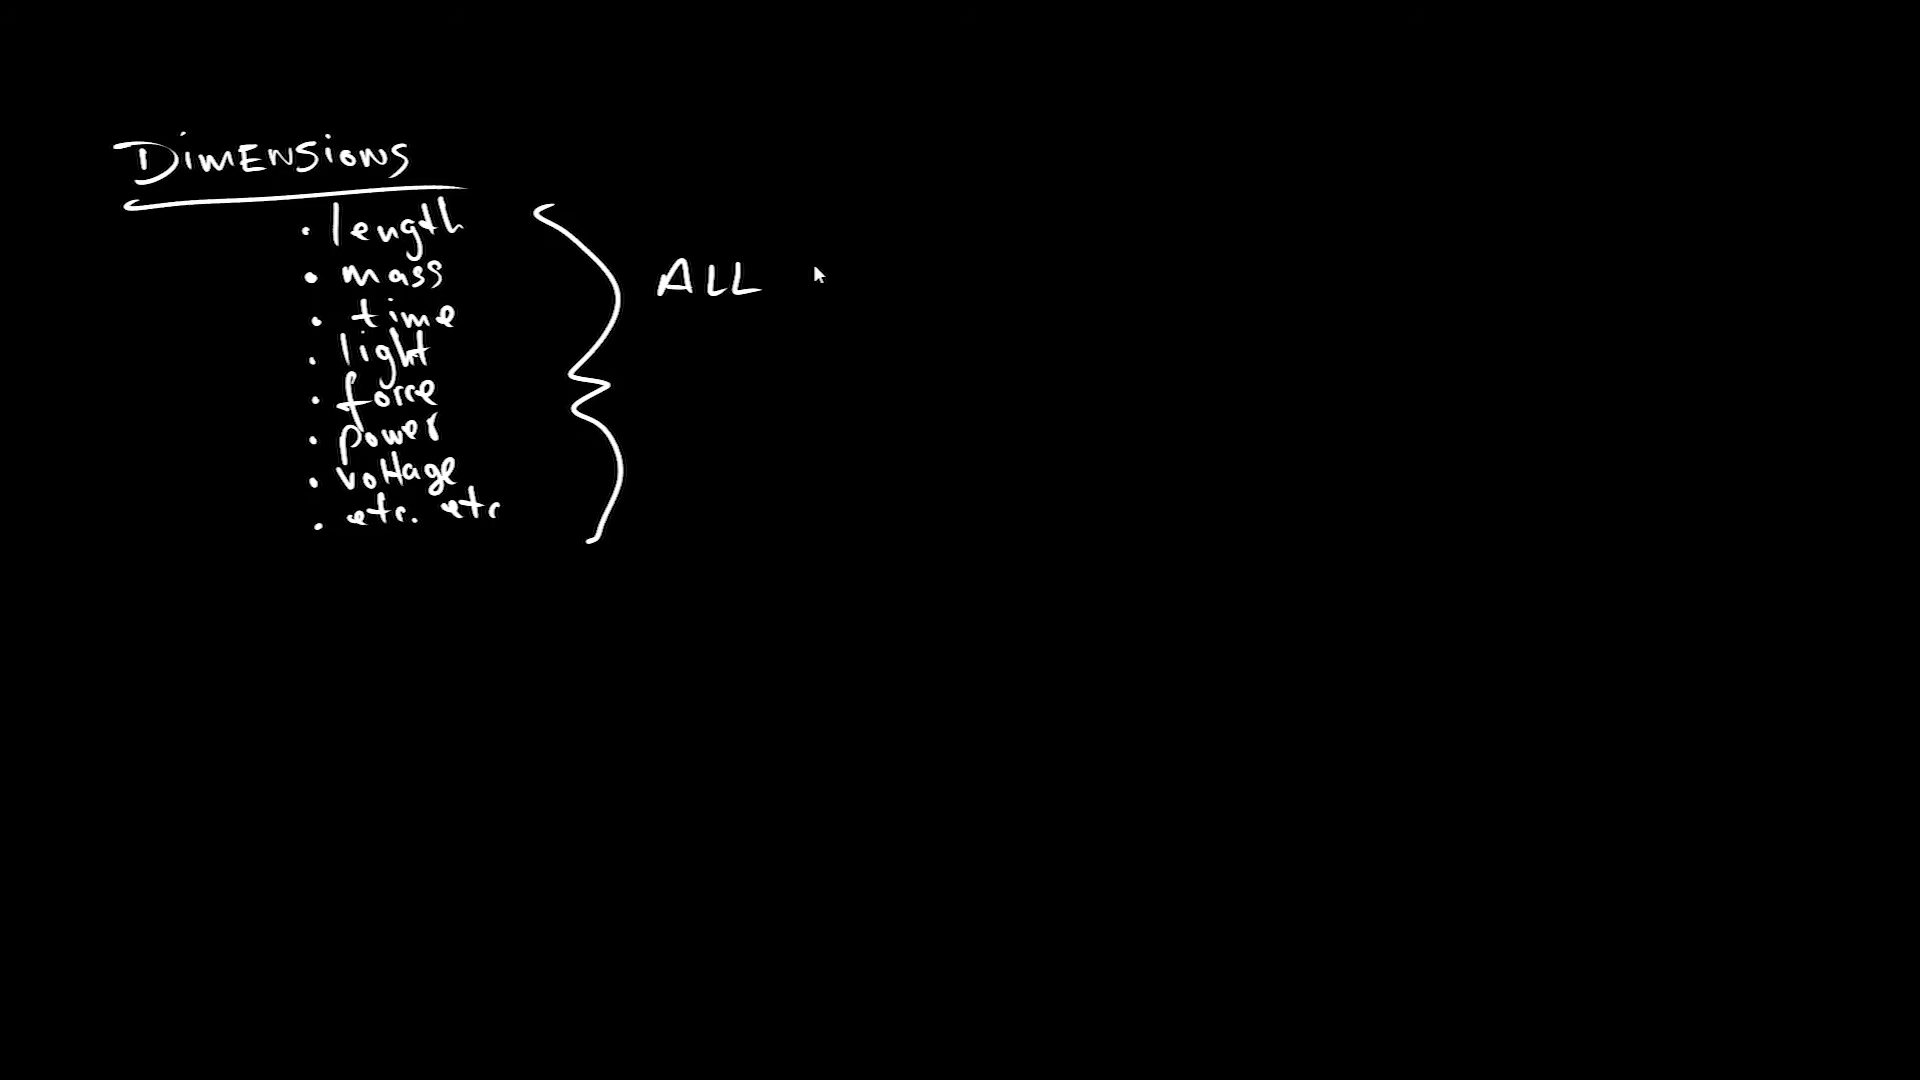 DimENSioNS
• length
• mass
• time
• light
• force
• power
• voltage
• etc. etc
ALL